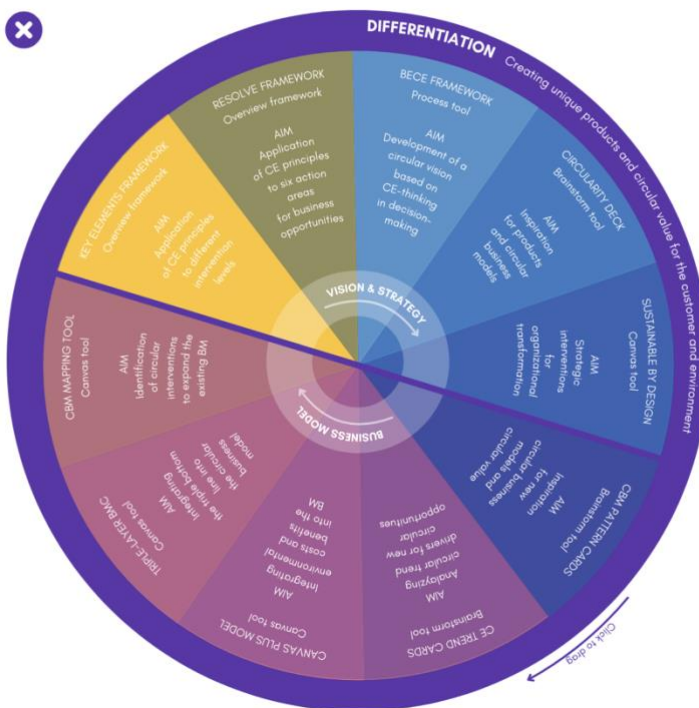 DIFFERENTIATION Creating unique products and circular value for the customer and environment
RESOLVE FRAMEWORK
Overview framework
AIM
Application
of CE principles
to six action
areas
for business
opportunities
BECE FRAMEWORK
Process tool
AIM
Development of a
circular vision
based on
CE-thinking
in decision-
making
CIRCULARITY DECK
Brainstorm tool
AIM
Inspiration
for products
and circular
business
models
SUSTAINABLE BY DESIGN
Canvas tool
AIM
Strategic
interventions
for
organizational
transformation
CBM PATTERN CARDS
Brainstorm tool
AIM
Inspiration
for new
circular business
models and
circular value
CE TREND CARDS
Brainstorm tool
AIM
Analayzing
circular trend
drivers for new
circular
opportunities
CANVAS PLUS MODEL
Canvas tool
AIM
Integrating
environmental
costs and
benefits
into the
BM
TRIPLE-LAYER BMC
Canvas tool
AIM
Integrating
the triple bottom
line into
the circular
business
model
CBM MAPPING TOOL
Canvas tool
AIM
Identification
of circular
interventions
to expand the
existing BM
KEY ELEMENTS FRAMEWORK
Overview framework
AIM
Application
of CE principles
to different
intervention
levels
VISION & STRATEGY
BUSINESS MODEL
Click to drag